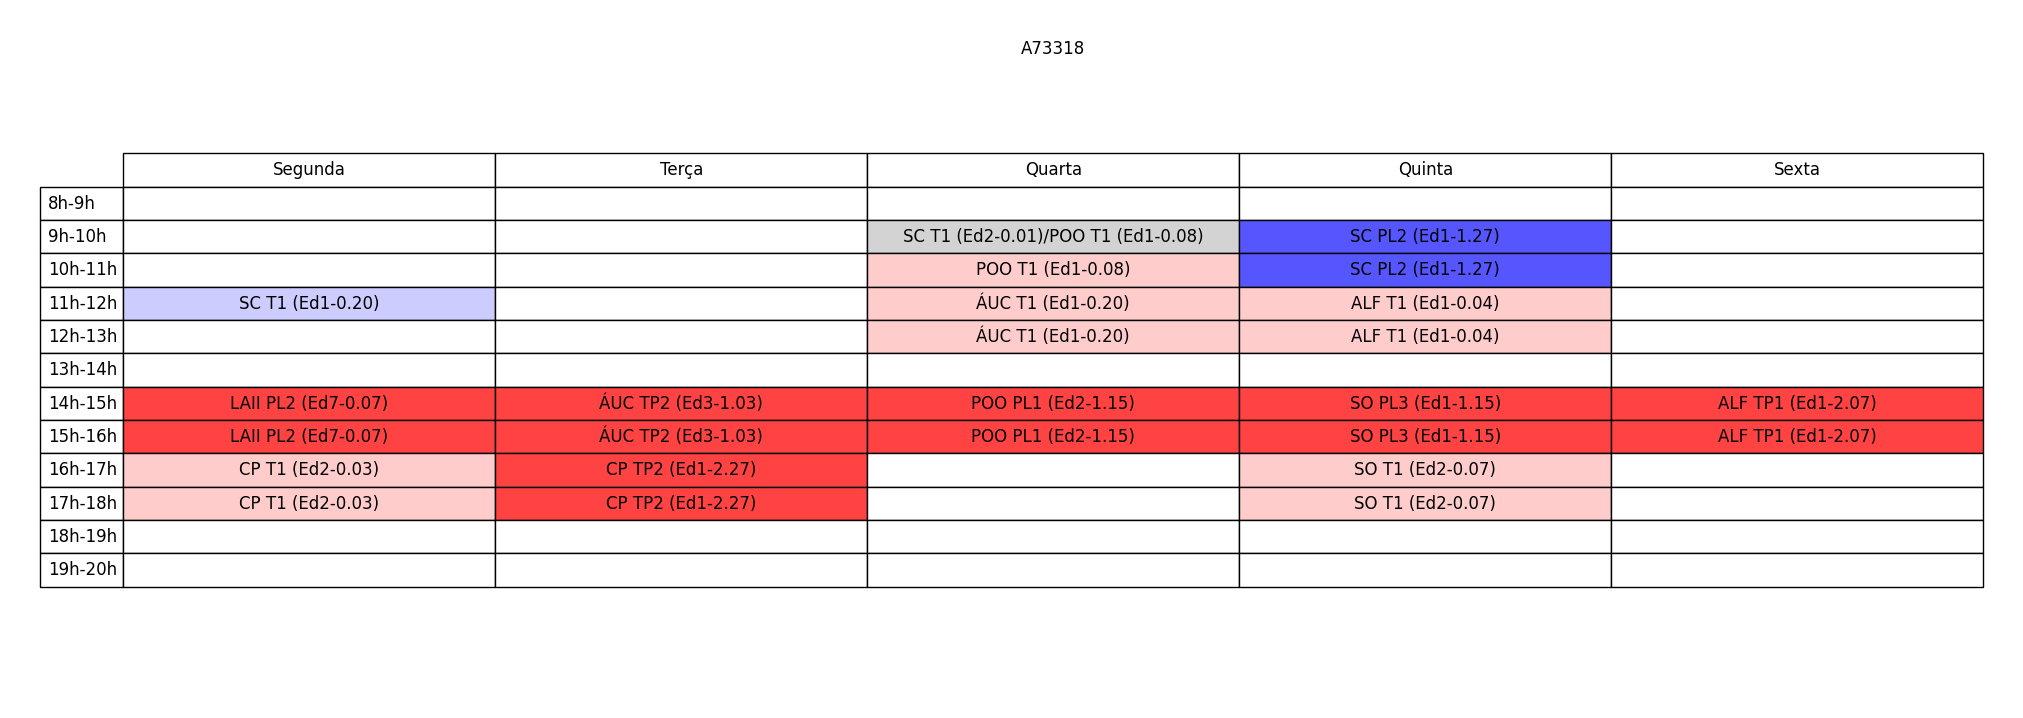 A73318
Segunda Terça Quarta Quinta Sexta
8h-9h
9h-10h SC T1 (Ed2-0.01)/POO T1 (Ed1-0.08) SC PL2 (Ed1-1.27)
10h-11h POO T1 (Ed1-0.08) SC PL2 (Ed1-1.27)
11h-12h SC T1 (Ed1-0.20) ÁUC T1 (Ed1-0.20) ALF T1 (Ed1-0.04)
12h-13h ÁUC T1 (Ed1-0.20) ALF T1 (Ed1-0.04)
13h-14h
14h-15h LAII PL2 (Ed7-0.07) ÁUC TP2 (Ed3-1.03) POO PL1 (Ed2-1.15) SO PL3 (Ed1-1.15) ALF TP1 (Ed1-2.07)
15h-16h LAII PL2 (Ed7-0.07) ÁUC TP2 (Ed3-1.03) POO PL1 (Ed2-1.15) SO PL3 (Ed1-1.15) ALF TP1 (Ed1-2.07)
16h-17h CP T1 (Ed2-0.03) CP TP2 (Ed1-2.27) SO T1 (Ed2-0.07)
17h-18h CP T1 (Ed2-0.03) CP TP2 (Ed1-2.27) SO T1 (Ed2-0.07)
18h-19h
19h-20h